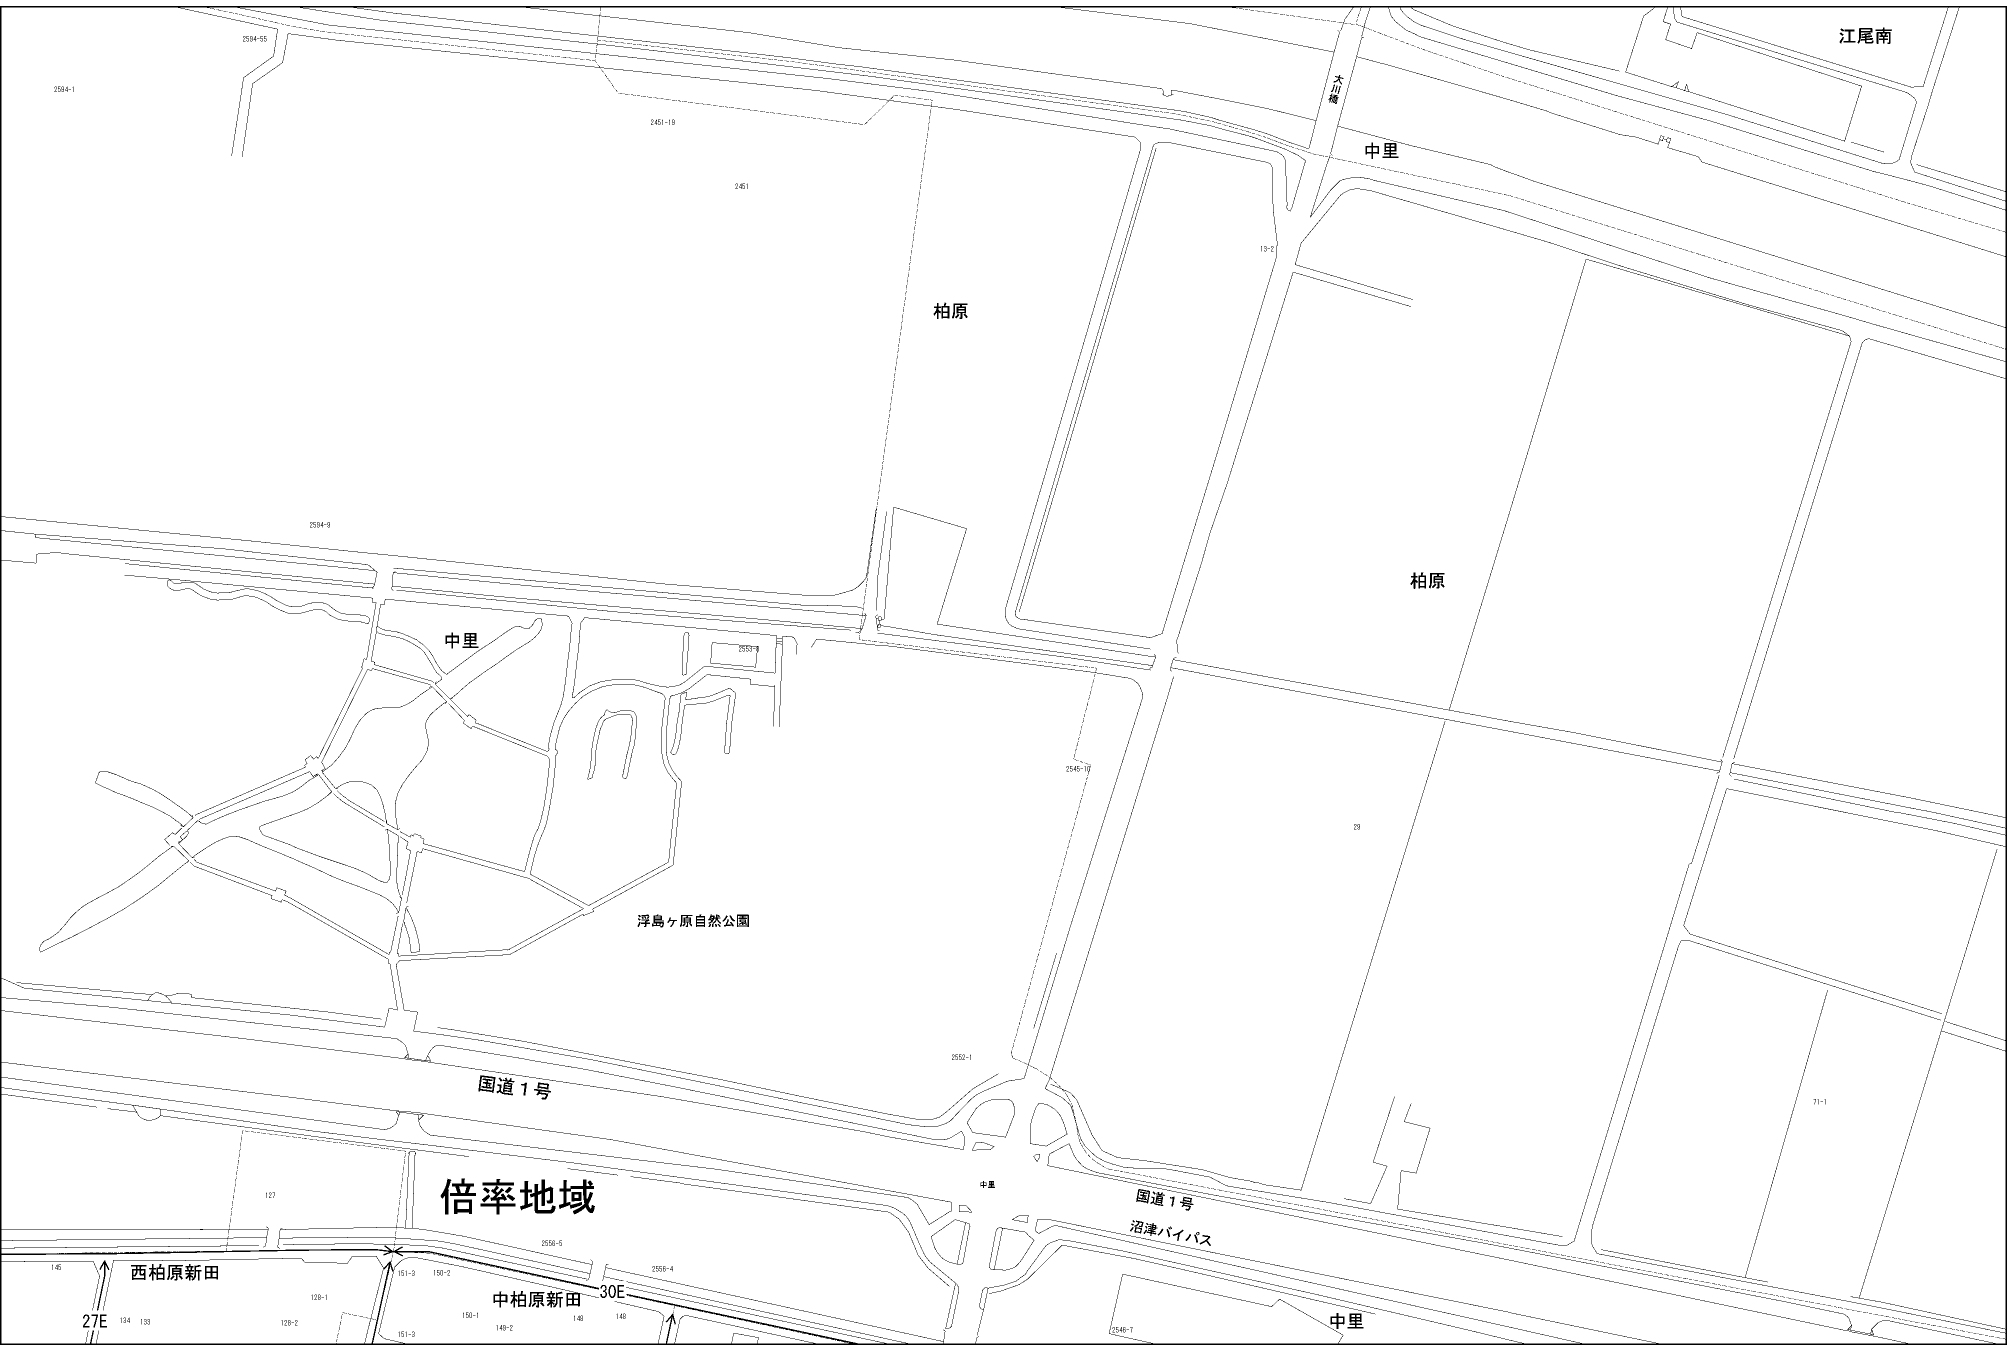 江尾南
2594-55
2594-1
大川橋
2451-19
中里
2451
13-2
柏原
2594-9
柏原
中里
2553-8
2545-10
29
浮島ヶ原自然公園
2552-1
国道1号
71-1
中里
127
倍率地域
国道1号
沼津バイパス
2556-5
145
西柏原新田
151-3
150-2
2556-4
30E
中柏原新田
128-1
150-1
149
148
27E
134
133
128-2
149-2
151-3
中里
2546-7